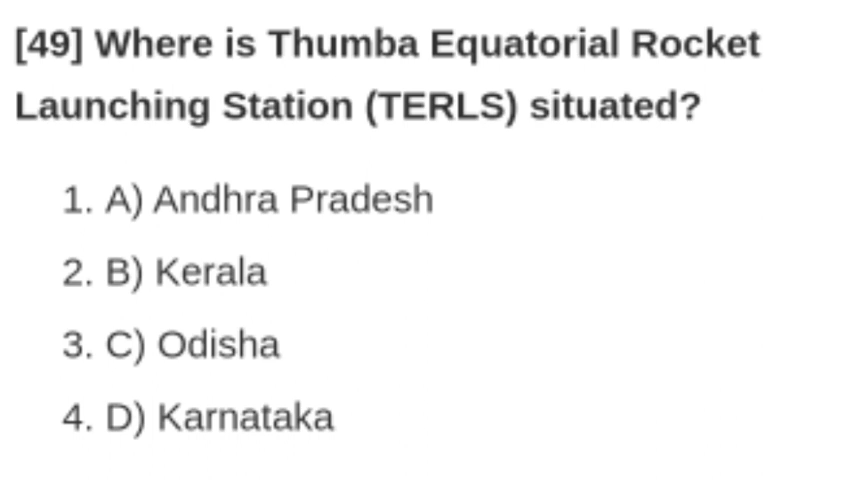 [49] Where is Thumba Equatorial Rocket
Launching Station (TERLS) situated?
1. A) Andhra Pradesh
2. B) Kerala
3. C) Odisha
4. D) Karnataka